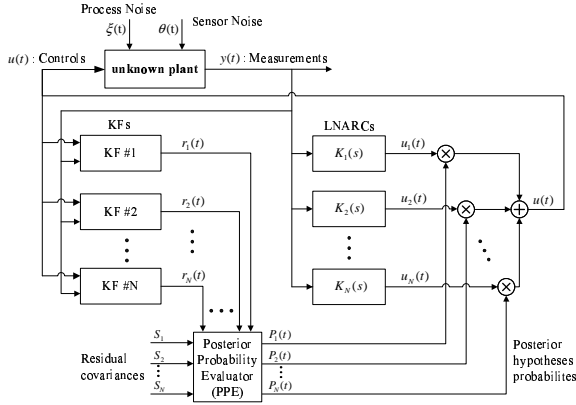 Process Noise
Sensor Noise
ξ(t)
θ(t)
u(t) : Controls
unknown plant
y(t) : Measurements
KFs
LNARCs
KF #1
r₁(t)
K₁(s)
u₁(t)
KF #2
r₂(t)
K₂(s)
u₂(t)
u(t)
KF #N
r_N(t)
K_N(s)
u_N(t)
Residual
covariances
S₁
S₂
S_N
Posterior
Probability
Evaluator
(PPE)
P₁(t)
P₂(t)
P_N(t)
Posterior
hypotheses
probabilites